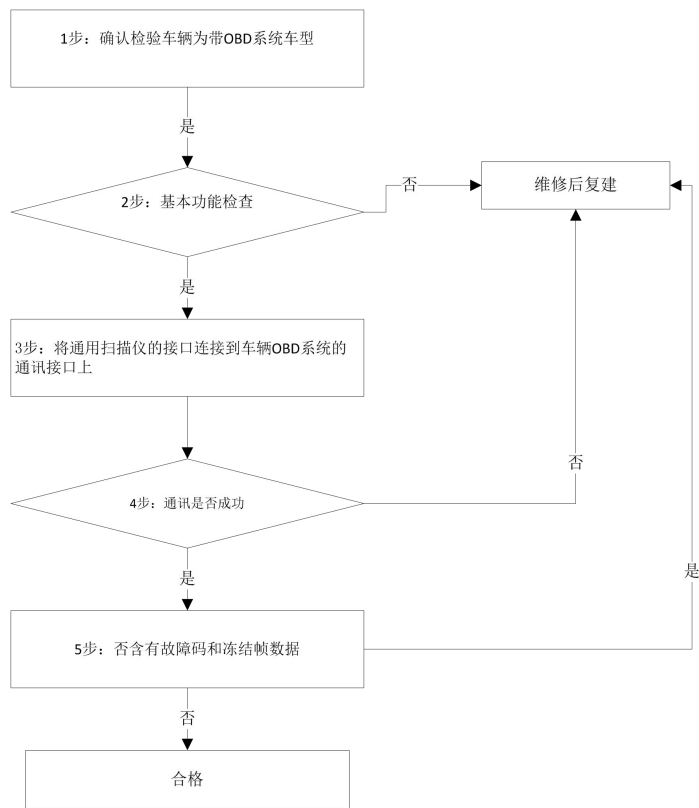 1步：确认检验车辆为带OBD系统车型
是
2步：基本功能检查
否
维修后复建
是
3步：将通用扫描仪的接口连接到车辆OBD系统的
通讯接口上
否
4步：通讯是否成功
是
是
5步：否含有故障码和冻结帧数据
否
合格